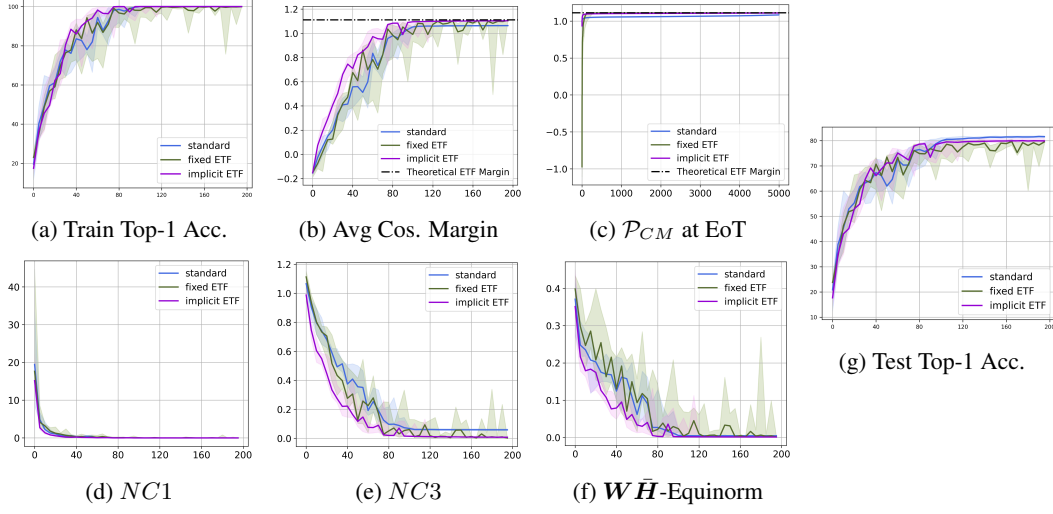 100
80
60
40
20
0 40 80 120 160 200
standard
fixed ETF
implicit ETF
(a) Train Top-1 Acc.
1.2
1.0
0.8
0.6
0.4
0.2
0.0
−0.2
0 40 80 120 160 200
standard
fixed ETF
implicit ETF
Theoretical ETF Margin
(b) Avg Cos. Margin
1.0
0.5
0.0
−0.5
−1.0
0 1000 2000 3000 4000 5000
standard
fixed ETF
implicit ETF
Theoretical ETF Margin
(c) 𝒫_CM at EoT
40
30
20
10
0
0 40 80 120 160 200
standard
fixed ETF
implicit ETF
(d) NC1
1.2
1.0
0.8
0.6
0.4
0.2
0.0
0 40 80 120 160 200
standard
fixed ETF
implicit ETF
(e) NC3
0.4
0.3
0.2
0.1
0.0
0 40 80 120 160 200
standard
fixed ETF
implicit ETF
(f) WH̄-Equinorm
80
70
60
50
40
30
20
10
0 40 80 120 160 200
standard
fixed ETF
implicit ETF
(g) Test Top-1 Acc.